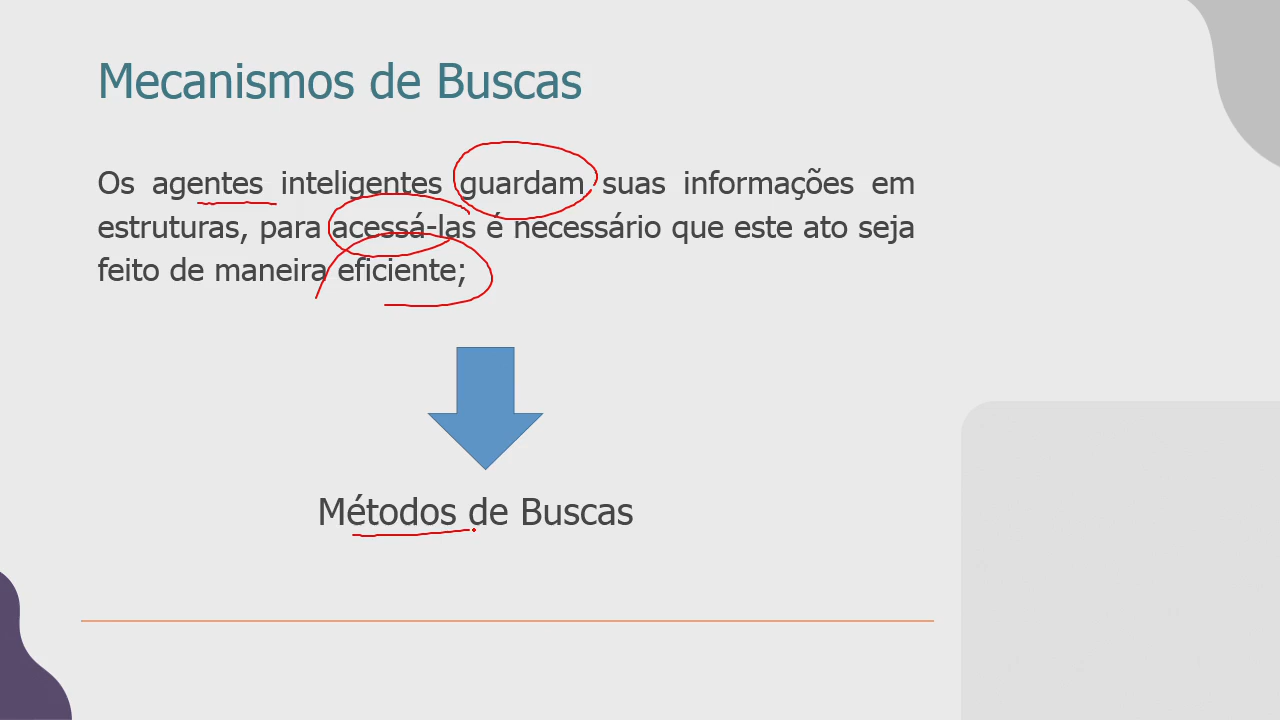 Mecanismos de Buscas
Os agentes inteligentes guardam suas informações em
estruturas, para acessá-las é necessário que este ato seja
feito de maneira eficiente;
Métodos de Buscas